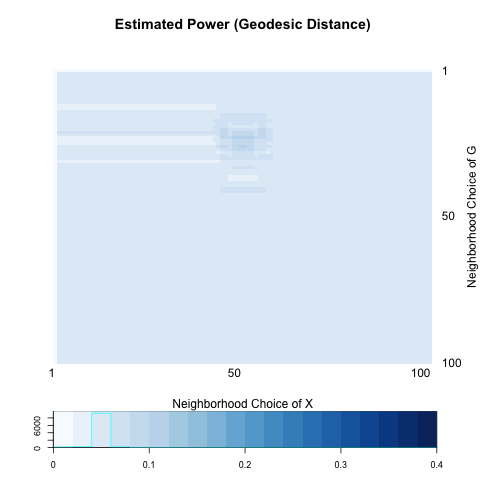 Estimated Power (Geodesic Distance)
1
50
100
Neighborhood Choice of G
1 50 100
Neighborhood Choice of X
0 6000
0 0.1 0.2 0.3 0.4